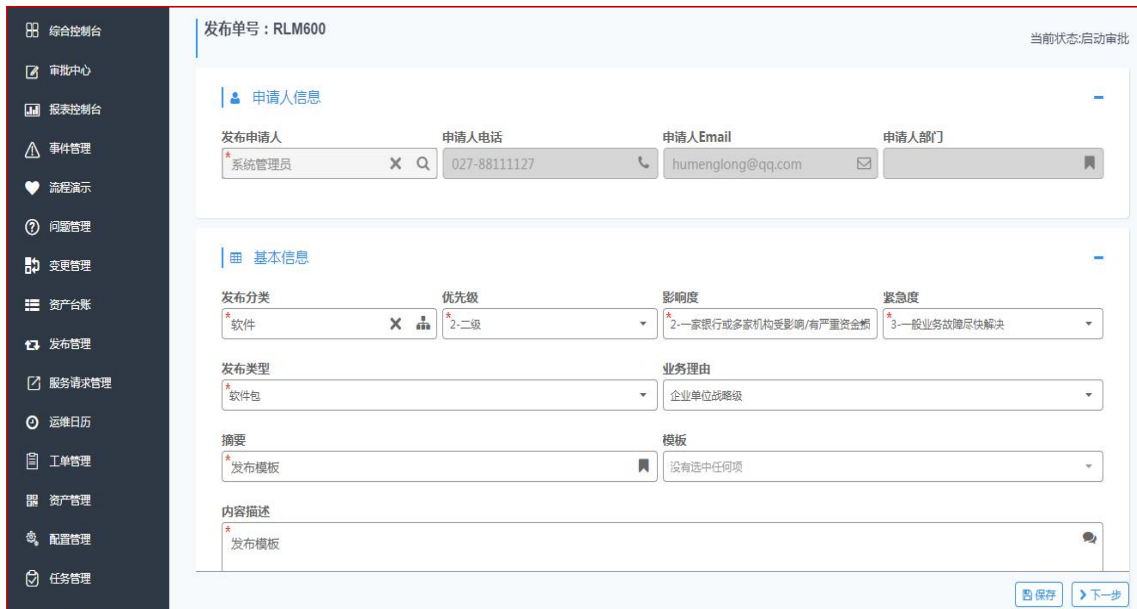 综合控制台
审批中心
报表控制台
事件管理
流程演示
问题管理
变更管理
资产台账
发布管理
服务请求管理
运维日历
工单管理
资产管理
配置管理
任务管理
发布单号：RLM600
当前状态:启动审批
申请人信息
发布申请人 申请人电话 申请人Email 申请人部门
*系统管理员 027-88111127 humenglong@qq.com
基本信息
发布分类 优先级 影响度 紧急度
*软件 *2-二级 *2-一家银行或多家机构受影响/有严重资金损 *3-一般业务故障尽快解决
发布类型 业务理由
*软件包 企业单位战略级
摘要 模板
*发布模板 没有选中任何项
内容描述
*发布模板
保存 下一步